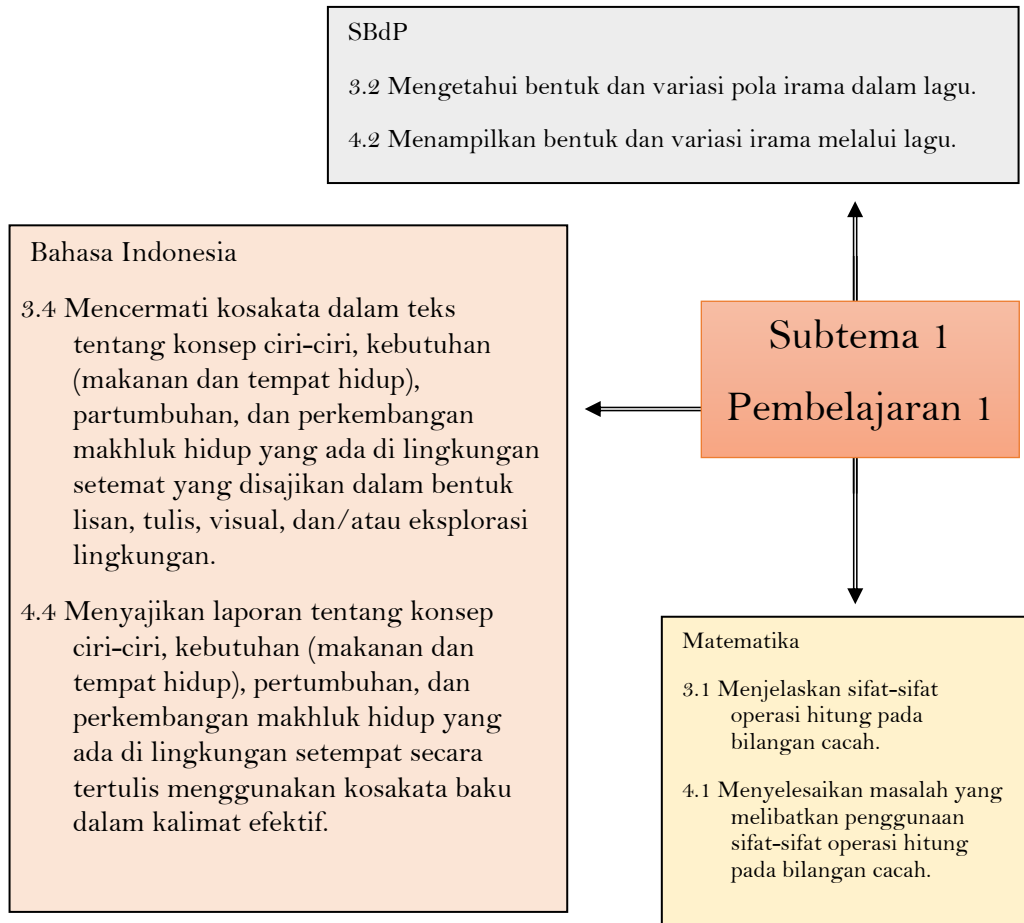 SBdP
3.2 Mengetahui bentuk dan variasi pola irama dalam lagu.
4.2 Menampilkan bentuk dan variasi irama melalui lagu.
Bahasa Indonesia
3.4 Mencermati kosakata dalam teks
tentang konsep ciri-ciri, kebutuhan
(makanan dan tempat hidup),
partumbuhan, dan perkembangan
makhluk hidup yang ada di lingkungan
setemat yang disajikan dalam bentuk
lisan, tulis, visual, dan/atau eksplorasi
lingkungan.
4.4 Menyajikan laporan tentang konsep
ciri-ciri, kebutuhan (makanan dan
tempat hidup), pertumbuhan, dan
perkembangan makhluk hidup yang
ada di lingkungan setempat secara
tertulis menggunakan kosakata baku
dalam kalimat efektif.
Subtema 1
Pembelajaran 1
Matematika
3.1 Menjelaskan sifat-sifat
operasi hitung pada
bilangan cacah.
4.1 Menyelesaikan masalah yang
melibatkan penggunaan
sifat-sifat operasi hitung
pada bilangan cacah.